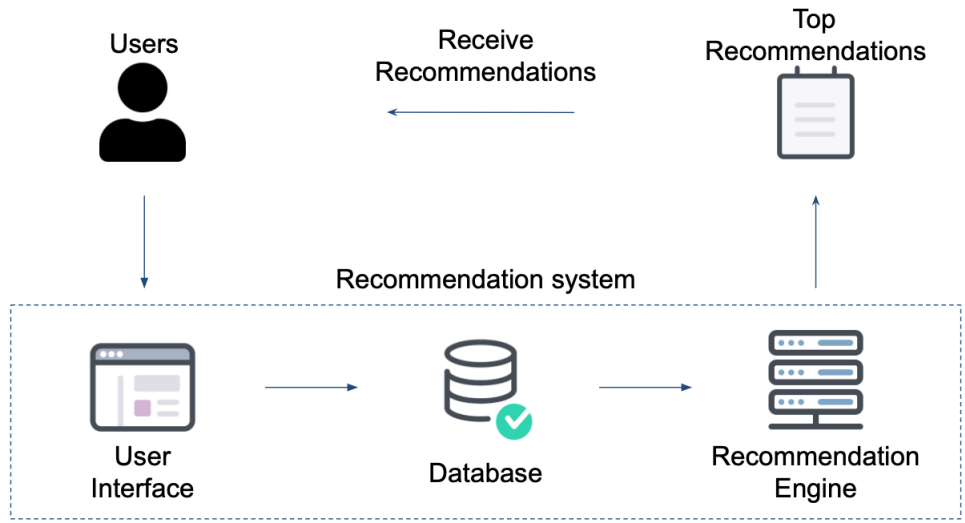 Users
Receive
Recommendations
Top
Recommendations
Recommendation system
User
Interface
Database
Recommendation
Engine